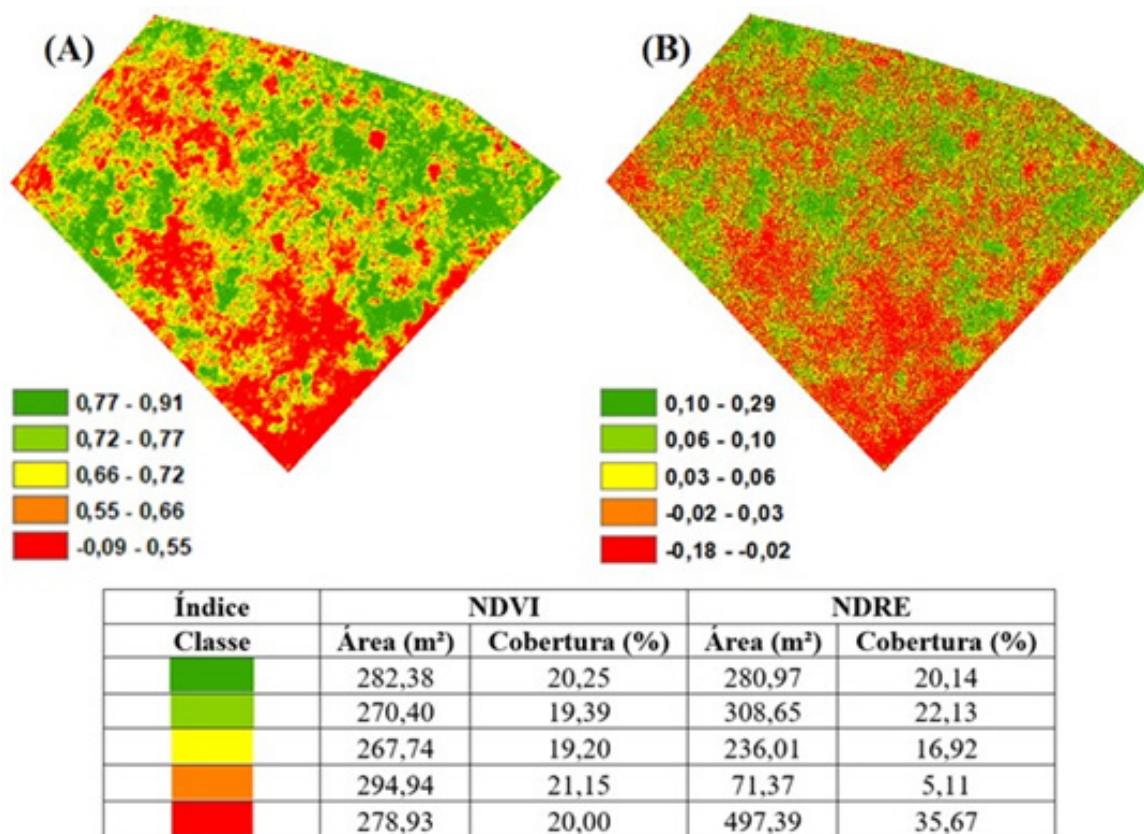 (A)
(B)
0,77 - 0,91
0,72 - 0,77
0,66 - 0,72
0,55 - 0,66
-0,09 - 0,55
0,10 - 0,29
0,06 - 0,10
0,03 - 0,06
-0,02 - 0,03
-0,18 - -0,02
Índice NDVI NDRE
Classe Área (m²) Cobertura (%) Área (m²) Cobertura (%)
282,38 20,25 280,97 20,14
270,40 19,39 308,65 22,13
267,74 19,20 236,01 16,92
294,94 21,15 71,37 5,11
278,93 20,00 497,39 35,67